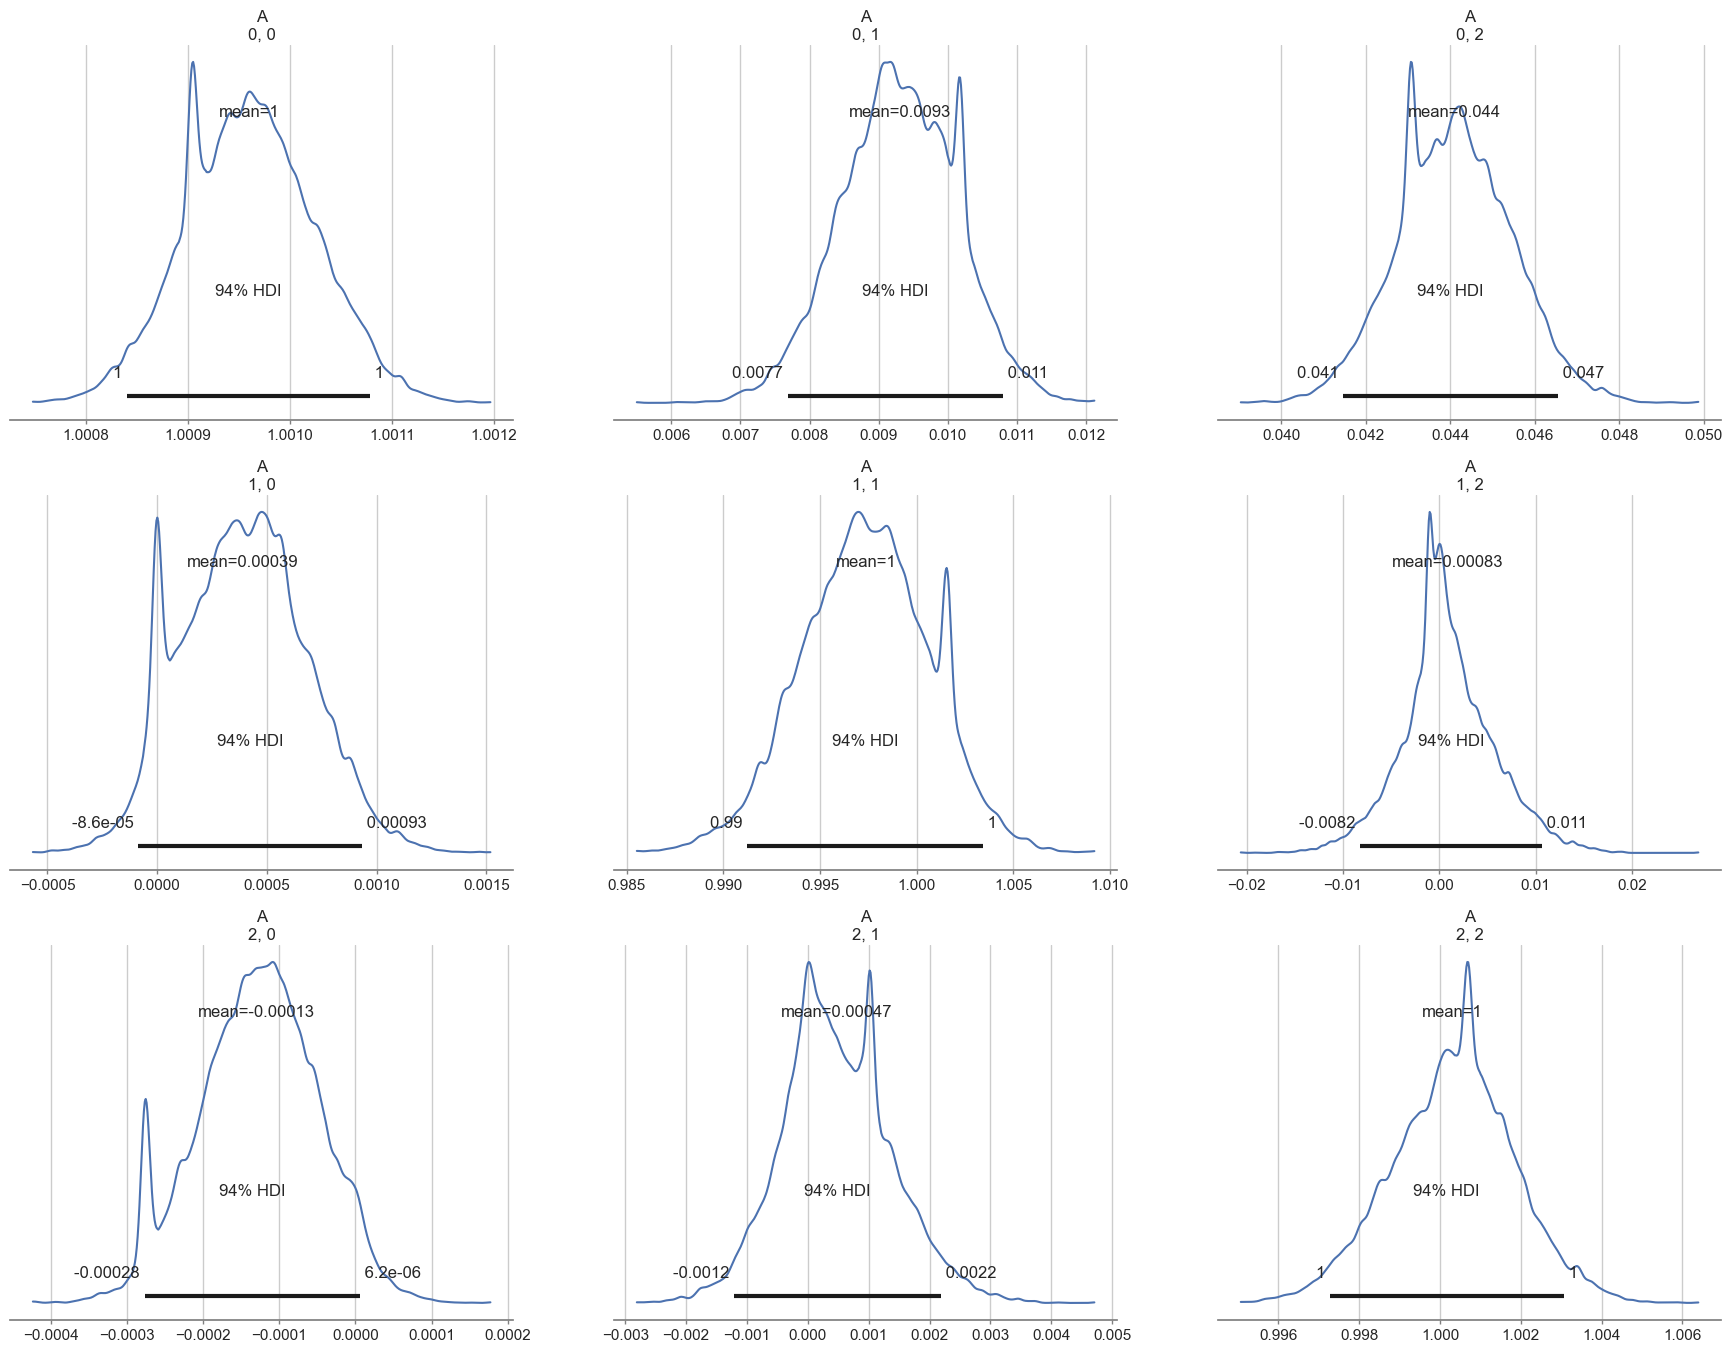 A
0, 0
mean=1
94% HDI
1
1
1.0008 1.0009 1.0010 1.0011 1.0012
A
0, 1
mean=0.0093
94% HDI
0.0077
0.011
0.006 0.007 0.008 0.009 0.010 0.011 0.012
A
0, 2
mean=0.044
94% HDI
0.041
0.047
0.040 0.042 0.044 0.046 0.048 0.050
A
1, 0
mean=0.00039
94% HDI
-8.6e-05
0.00093
−0.0005 0.0000 0.0005 0.0010 0.0015
A
1, 1
mean=1
94% HDI
0.99
1
0.985 0.990 0.995 1.000 1.005 1.010
A
1, 2
mean=0.00083
94% HDI
-0.0082
0.011
−0.02 −0.01 0.00 0.01 0.02
A
2, 0
mean=-0.00013
94% HDI
-0.00028
6.2e-06
−0.0004 −0.0003 −0.0002 −0.0001 0.0000 0.0001 0.0002
A
2, 1
mean=0.00047
94% HDI
-0.0012
0.0022
−0.003 −0.002 −0.001 0.000 0.001 0.002 0.003 0.004 0.005
A
2, 2
mean=1
94% HDI
1
1
0.996 0.998 1.000 1.002 1.004 1.006